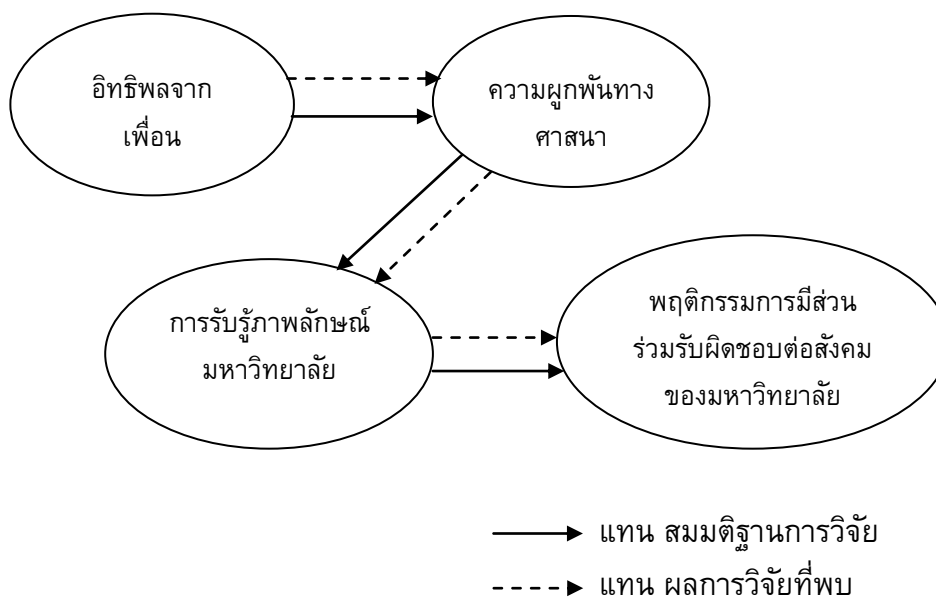 อิทธิพลจาก
เพื่อน
ความผูกพันทาง
ศาสนา
การรับรู้ภาพลักษณ์
มหาวิทยาลัย
พฤติกรรมการมีส่วน
ร่วมรับผิดชอบต่อสังคม
ของมหาวิทยาลัย
แทน สมมติฐานการวิจัย
แทน ผลการวิจัยที่พบ